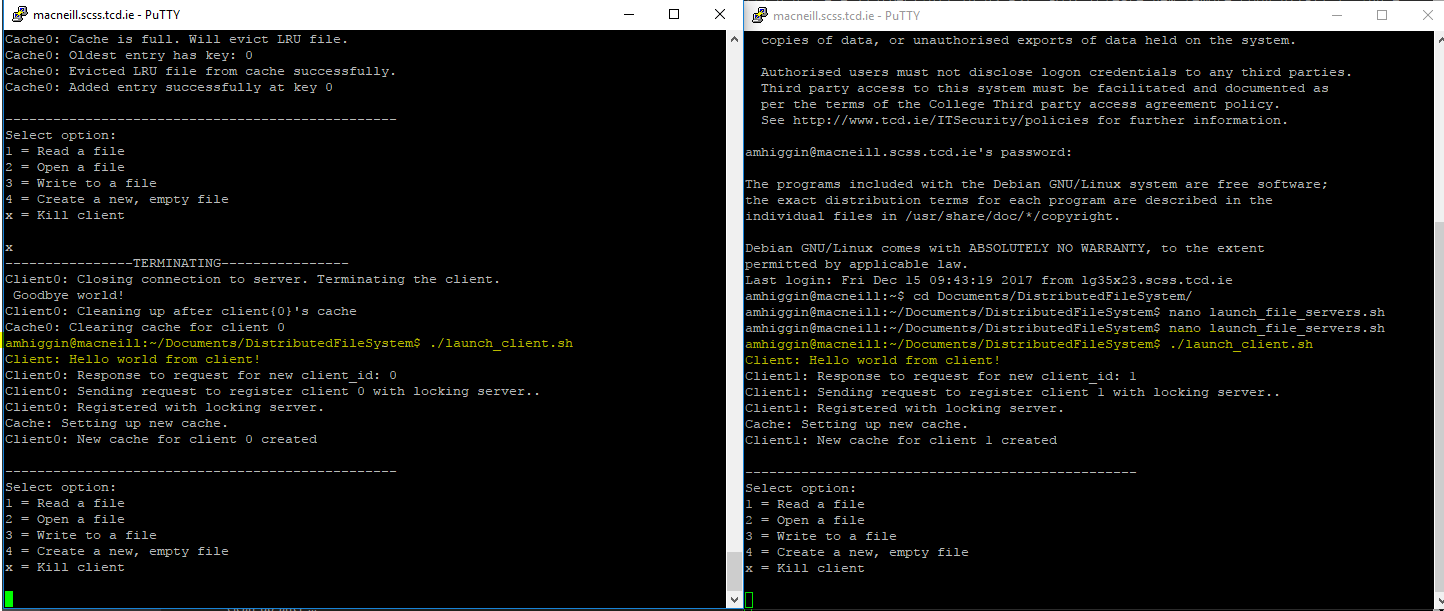 macneill.scss.tcd.ie - PuTTY
Cache0: Cache is full. Will evict LRU file.
Cache0: Oldest entry has key: 0
Cache0: Evicted LRU file from cache successfully.
Cache0: Added entry successfully at key 0
-------------------------------------------------
Select option:
1 = Read a file
2 = Open a file
3 = Write to a file
4 = Create a new, empty file
x = Kill client
x
----------------TERMINATING----------------
Client0: Closing connection to server. Terminating the client.
Goodbye world!
Client0: Cleaning up after client{0}'s cache
Cache0: Clearing cache for client 0
amhiggin@macneill:~/Documents/DistributedFileSystem$ ./launch_client.sh
Client: Hello world from client!
Client0: Response to request for new client_id: 0
Client0: Sending request to register client 0 with locking server..
Client0: Registered with locking server.
Cache: Setting up new cache.
Client0: New cache for client 0 created
-------------------------------------------------
Select option:
1 = Read a file
2 = Open a file
3 = Write to a file
4 = Create a new, empty file
x = Kill client
macneill.scss.tcd.ie - PuTTY
copies of data, or unauthorised exports of data held on the system.
Authorised users must not disclose logon credentials to any third parties.
Third party access to this system must be facilitated and documented as
per the terms of the College Third party access agreement policy.
See http://www.tcd.ie/ITSecurity/policies for further information.
amhiggin@macneill.scss.tcd.ie's password:
The programs included with the Debian GNU/Linux system are free software;
the exact distribution terms for each program are described in the
individual files in /usr/share/doc/*/copyright.
Debian GNU/Linux comes with ABSOLUTELY NO WARRANTY, to the extent
permitted by applicable law.
Last login: Fri Dec 15 09:43:19 2017 from lg35x23.scss.tcd.ie
amhiggin@macneill:~$ cd Documents/DistributedFileSystem/
amhiggin@macneill:~/Documents/DistributedFileSystem$ nano launch_file_servers.sh
amhiggin@macneill:~/Documents/DistributedFileSystem$ nano launch_file_servers.sh
amhiggin@macneill:~/Documents/DistributedFileSystem$ ./launch_client.sh
Client: Hello world from client!
Client1: Response to request for new client_id: 1
Client1: Sending request to register client 1 with locking server..
Client1: Registered with locking server.
Cache: Setting up new cache.
Client1: New cache for client 1 created
-------------------------------------------------
Select option:
1 = Read a file
2 = Open a file
3 = Write to a file
4 = Create a new, empty file
x = Kill client